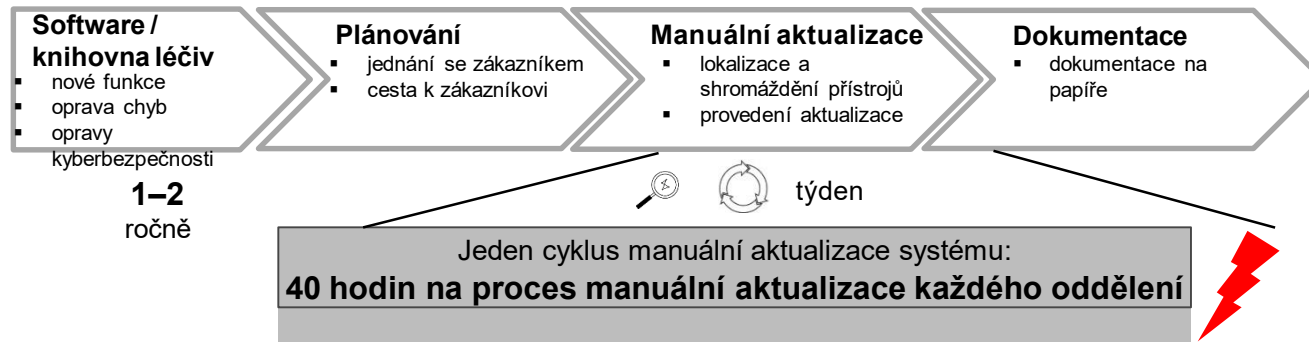 Software /
knihovna léčiv
▪ nové funkce
▪ oprava chyb
▪ opravy
kyberbezpečnosti
1–2
ročně
Plánování
▪ jednání se zákazníkem
▪ cesta k zákazníkovi
Manuální aktualizace
▪ lokalizace a
shromáždění přístrojů
▪ provedení aktualizace
Dokumentace
▪ dokumentace na
papíře
týden
Jeden cyklus manuální aktualizace systému:
40 hodin na proces manuální aktualizace každého oddělení